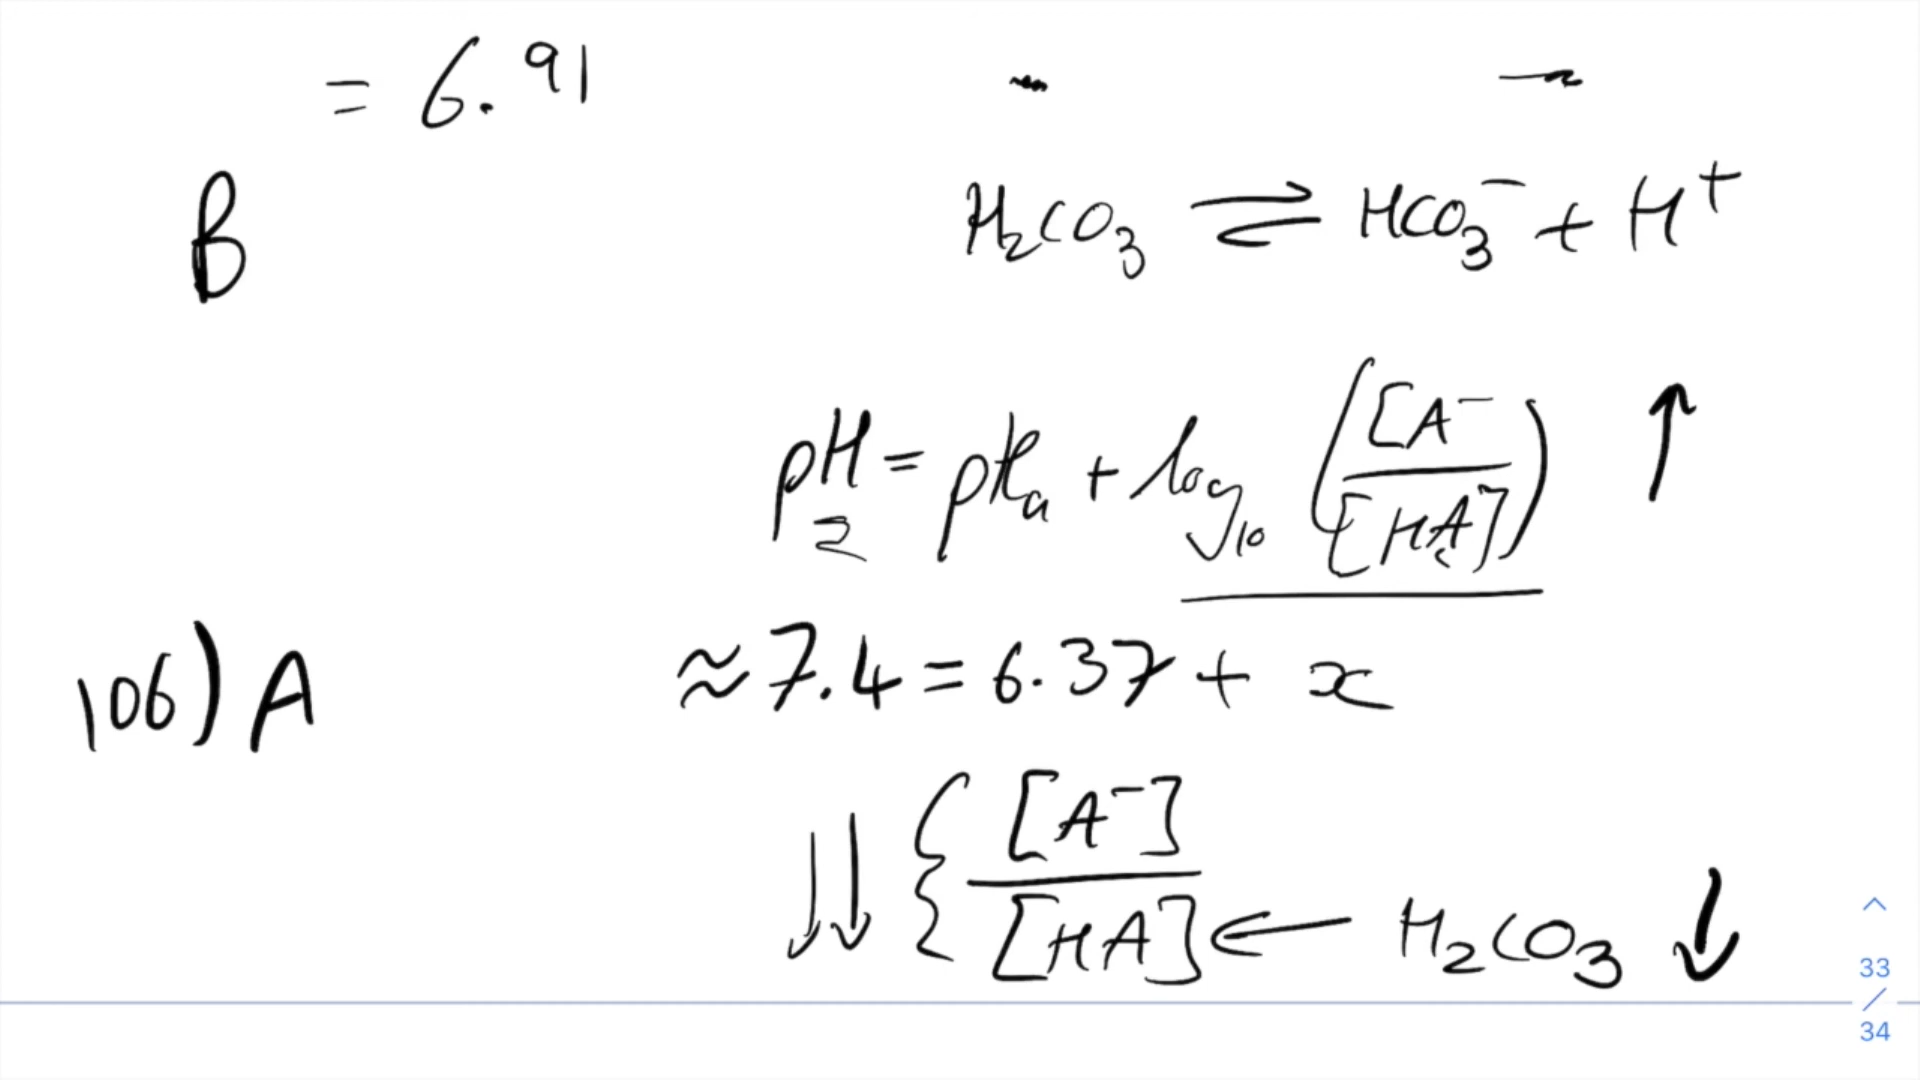 = 6.91
B
H₂CO₃ ⇌ HCO₃⁻ + H⁺
pH = pKₐ + log₁₀ ([A⁻ / [HA]) ↑
106) A
≈ 7.4 = 6.37 + x
↓↓ { [A⁻] / [HA] ← H₂CO₃ ↓
33
/
34